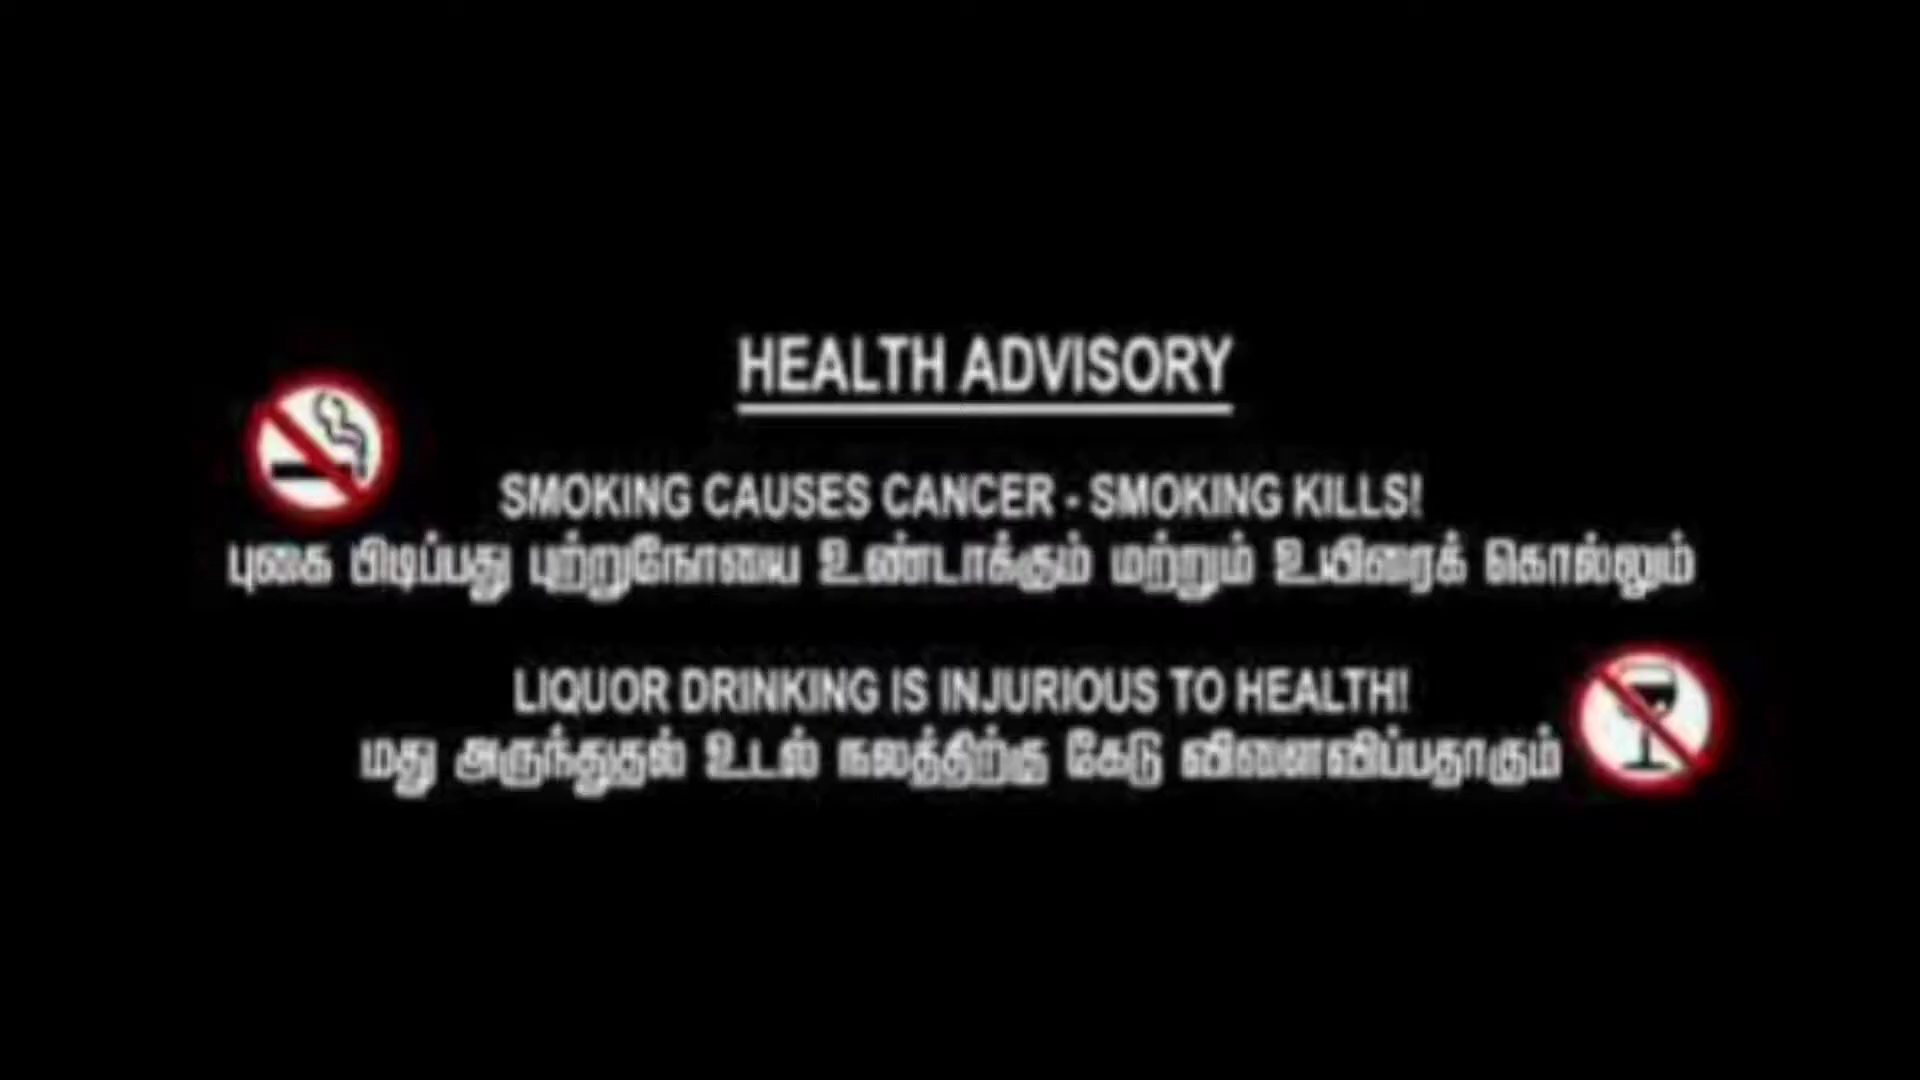 HEALTH ADVISORY
SMOKING CAUSES CANCER - SMOKING KILLS!
புகை பிடிப்பது புற்றுநோயை உண்டாக்கும் மற்றும் உயிரைக் கொல்லும்
LIQUOR DRINKING IS INJURIOUS TO HEALTH!
மது அருந்துதல் உடல் நலத்திற்கு கேடு விளைவிப்பதாகும்